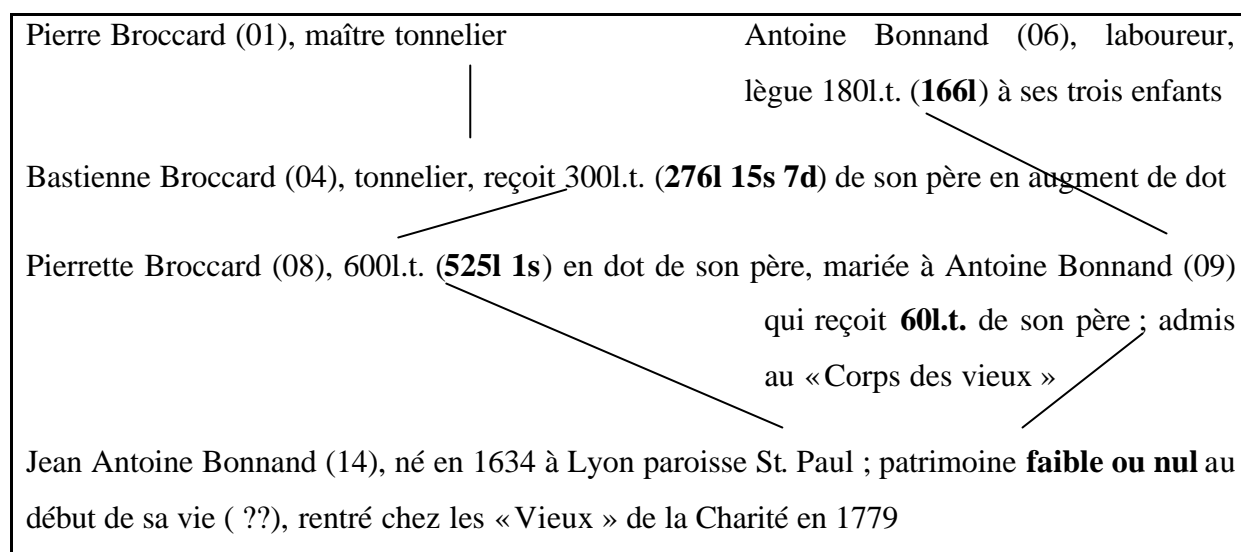 Pierre Broccard (01), maître tonnelier
Antoine Bonnand (06), laboureur,
lègue 180l.t. (166l) à ses trois enfants
Bastienne Broccard (04), tonnelier, reçoit 300l.t. (276l 15s 7d) de son père en augment de dot
Pierrette Broccard (08), 600l.t. (525l 1s) en dot de son père, mariée à Antoine Bonnand (09)
qui reçoit 60l.t. de son père ; admis
au « Corps des vieux »
Jean Antoine Bonnand (14), né en 1634 à Lyon paroisse St. Paul ; patrimoine faible ou nul au
début de sa vie ( ??), rentré chez les « Vieux » de la Charité en 1779